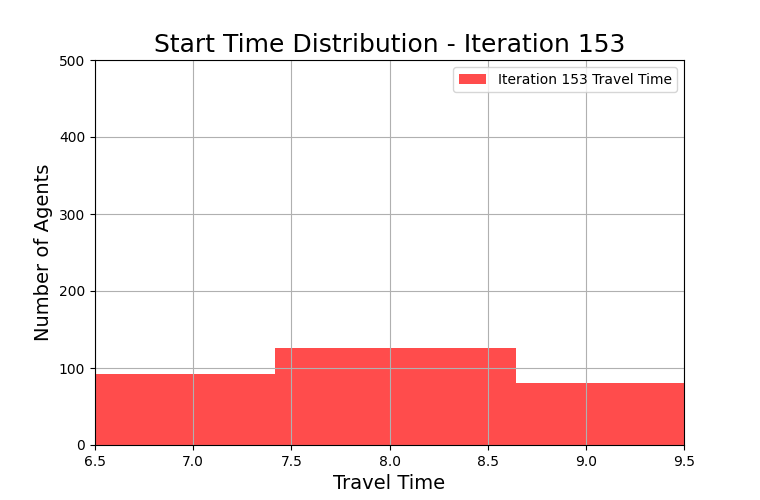 Start Time Distribution - Iteration 153
Iteration 153 Travel Time
500
400
300
200
100
0
Number of Agents
6.5 7.0 7.5 8.0 8.5 9.0 9.5
Travel Time